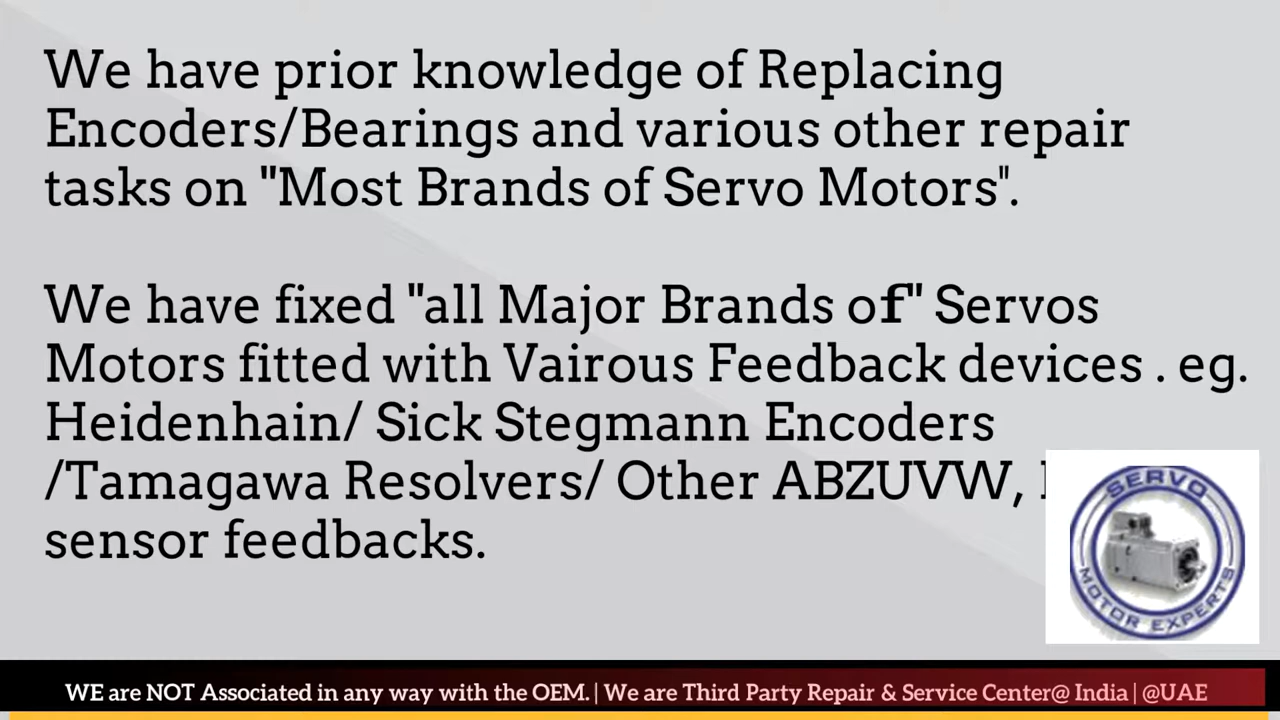 We have prior knowledge of Replacing
Encoders/Bearings and various other repair
tasks on "Most Brands of Servo Motors".
We have fixed "all Major Brands of" Servos
Motors fitted with Vairous Feedback devices . eg.
Heidenhain/ Sick Stegmann Encoders
/Tamagawa Resolvers/ Other ABZUVW,
sensor feedbacks.
SERVO
MOTOR EXPERTS
WE are NOT Associated in any way with the OEM. | We are Third Party Repair & Service Center@ India | @UAE